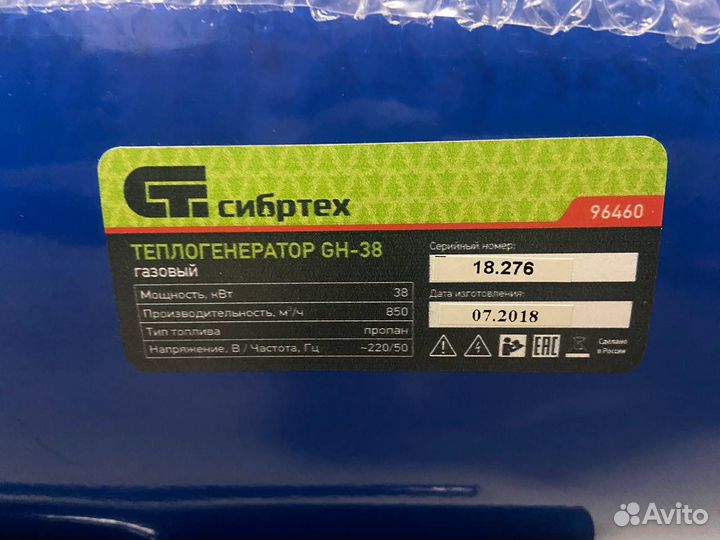 СТ сибртех
96460
ТЕПЛОГЕНЕРАТОР GH-38
газовый
Мощность, кВт 38
Производительность, м³/ч 850
Тип топлива пропан
Напряжение, В / Частота, Гц ~220/50
Серийный номер:
18.276
Дата изготовления:
07.2018
EAC
Сделано
в России
Avito